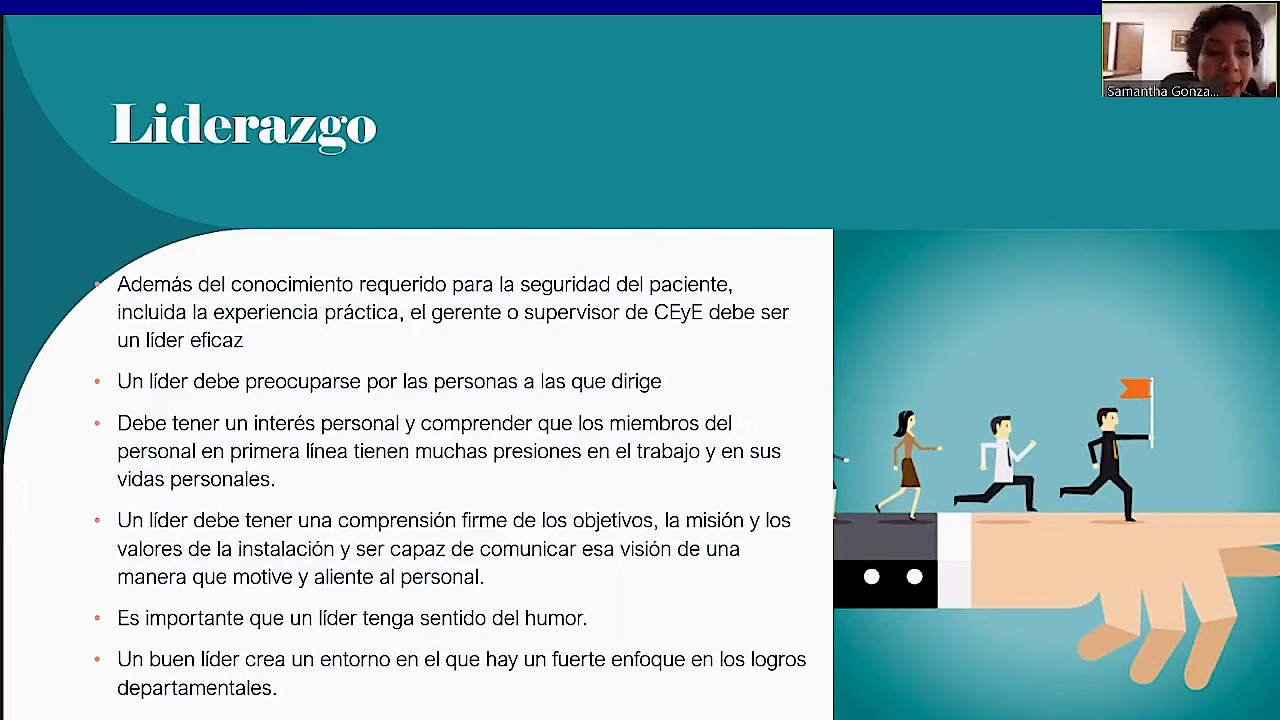 Samantha Gonza...
Liderazgo
Además del conocimiento requerido para la seguridad del paciente,
incluida la experiencia práctica, el gerente o supervisor de CEyE debe ser
un líder eficaz
Un líder debe preocuparse por las personas a las que dirige
Debe tener un interés personal y comprender que los miembros del
personal en primera línea tienen muchas presiones en el trabajo y en sus
vidas personales.
Un líder debe tener una comprensión firme de los objetivos, la misión y los
valores de la instalación y ser capaz de comunicar esa visión de una
manera que motive y aliente al personal.
Es importante que un líder tenga sentido del humor.
Un buen líder crea un entorno en el que hay un fuerte enfoque en los logros
departamentales.